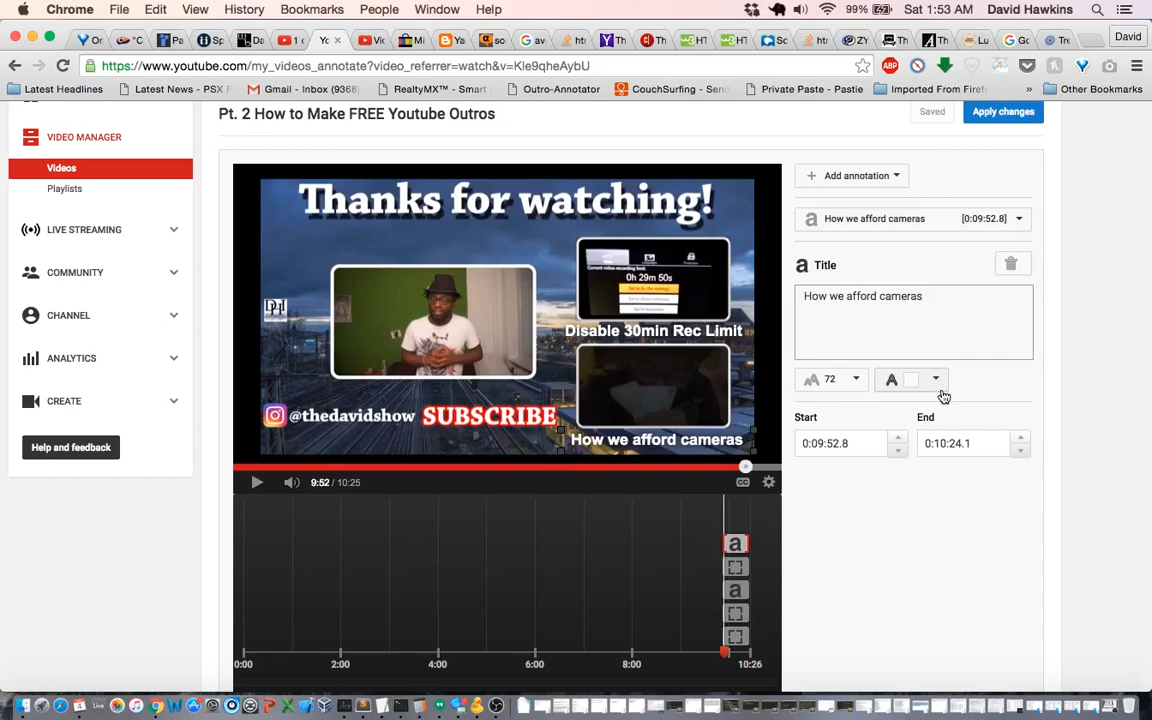 Chrome File Edit View History Bookmarks People Window Help 99% Sat 1:53 AM David Hawkins
David
https://www.youtube.com/my_videos_annotate?video_referrer=watch&v=Kle9qheAybU
Latest Headlines Latest News - PSX Gmail - Inbox (9368) RealtyMX™ - Smart Outro-Annotator CouchSurfing - Send Private Paste - Pastie Imported From Firef » Other Bookmarks
Pt. 2 How to Make FREE Youtube Outros
Saved
Apply changes
VIDEO MANAGER
Videos
Playlists
LIVE STREAMING
COMMUNITY
CHANNEL
ANALYTICS
CREATE
Help and feedback
Thanks for watching!
0h 29m 50s
Disable 30min Rec Limit
DH
@thedavidshow SUBSCRIBE
How we afford cameras
9:52 / 10:25
CC
a
a
0:00 2:00 4:00 6:00 8:00 10:26
+ Add annotation
a How we afford cameras [0:09:52.8]
a Title
How we afford cameras
AA 72 A
Start End
0:09:52.8 0:10:24.1